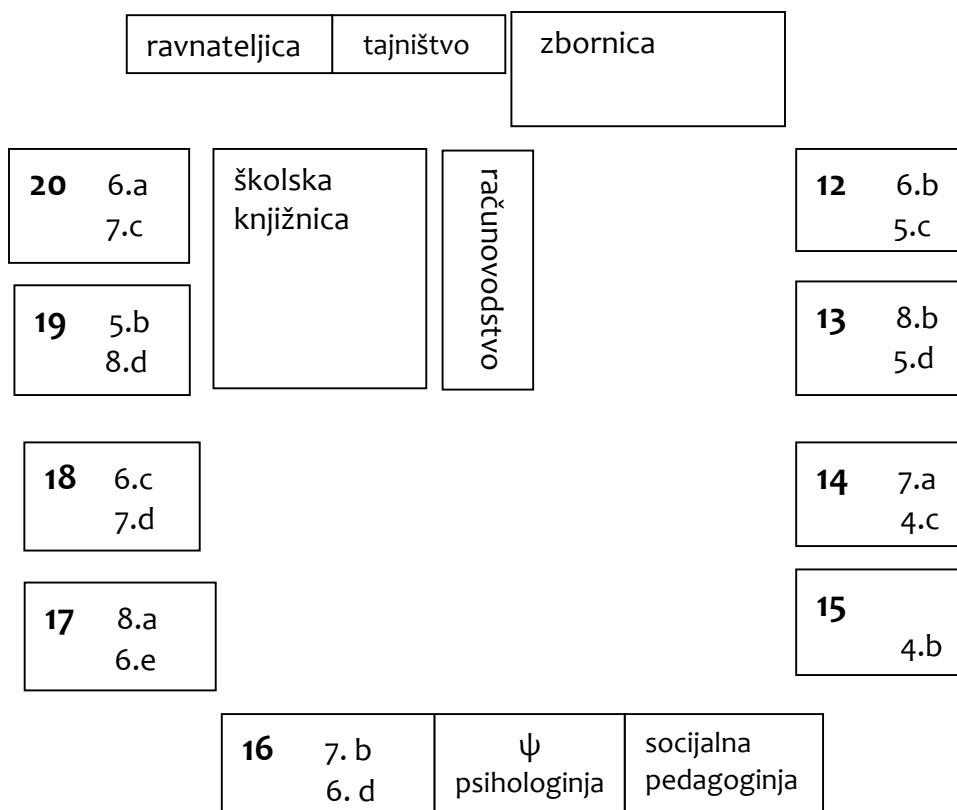 ravnateljica
tajništvo
zbornica
20 6.a
7.c
školska
knjižnica
računovodstvo
12 6.b
5.c
19 5.b
8.d
13 8.b
5.d
18 6.c
7.d
14 7.a
4.c
17 8.a
6.e
15
4.b
16 7. b
6. d
ψ
psihologinja
socijalna
pedagoginja